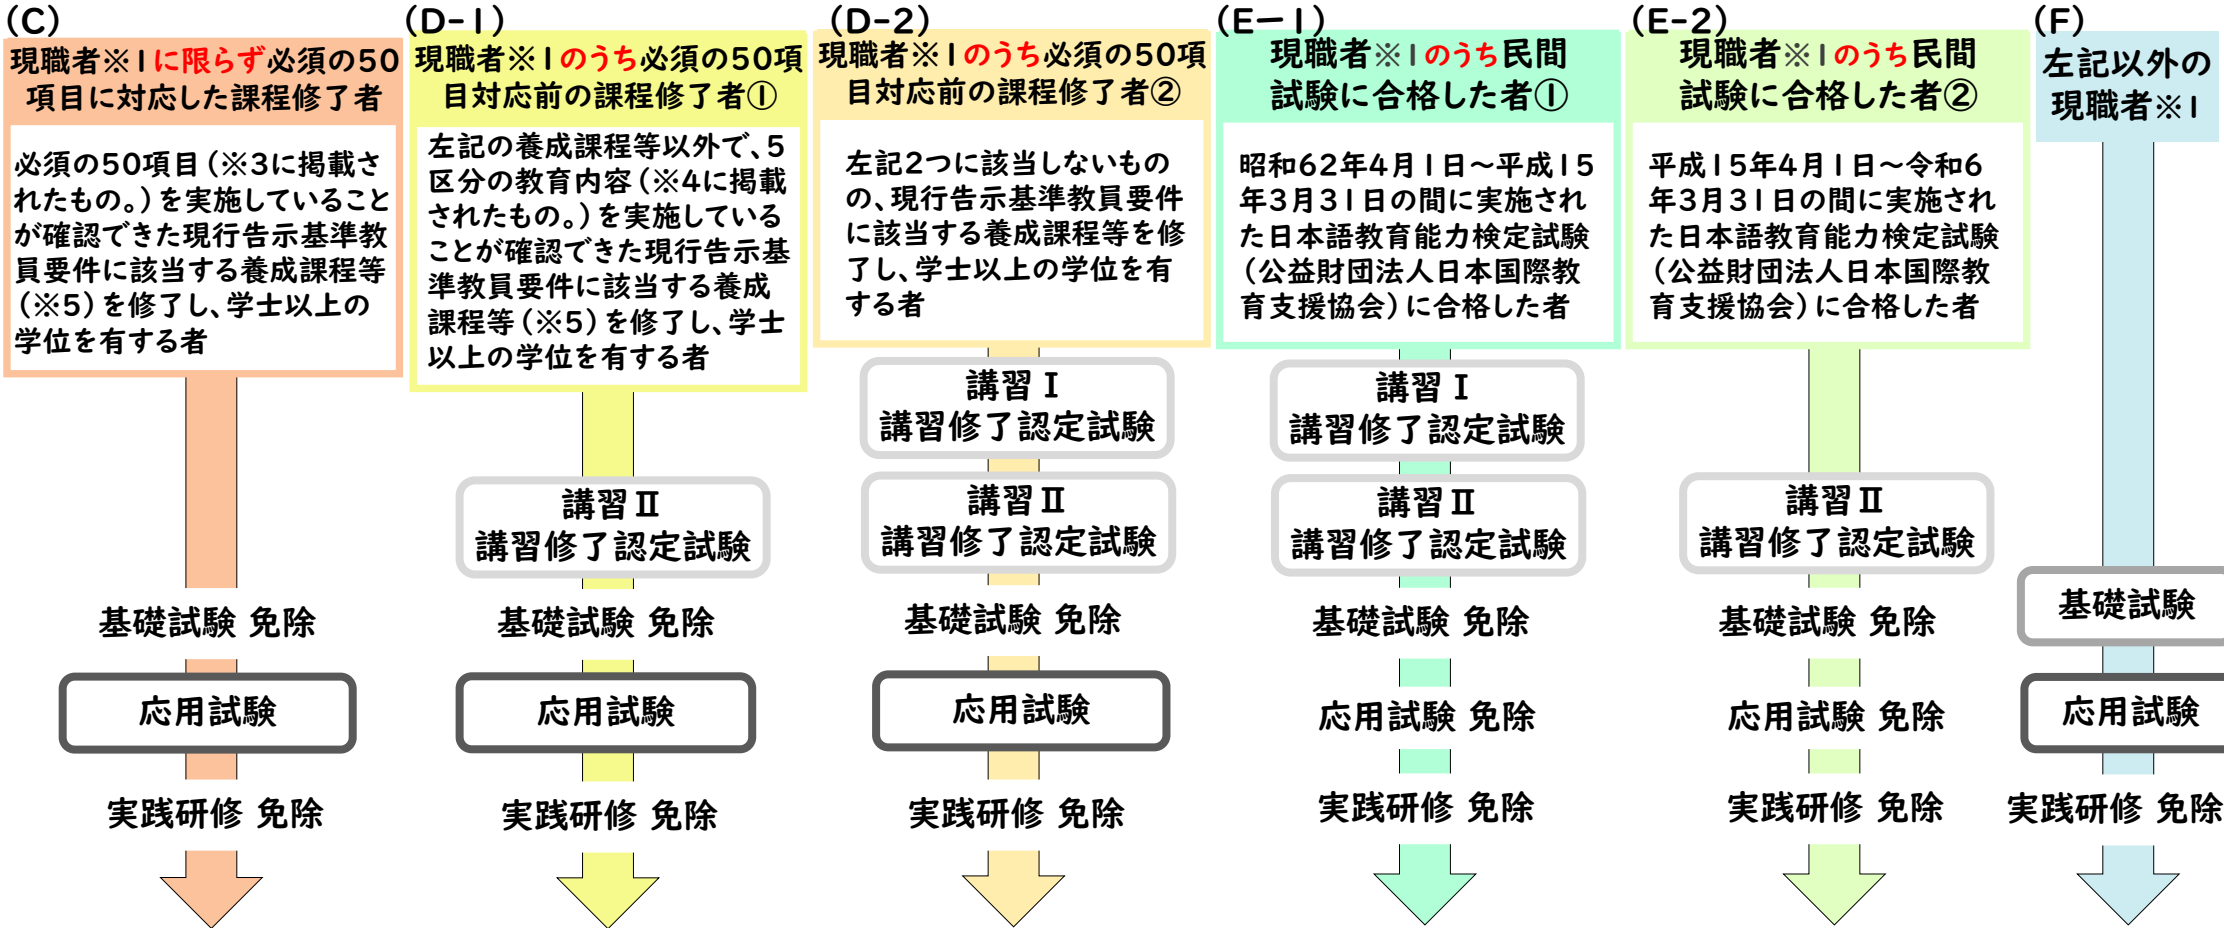 (C)
現職者※1に限らず必須の50
項目に対応した課程修了者
必須の50項目（※3に掲載さ
れたもの。）を実施していること
が確認できた現行告示基準教
員要件に該当する養成課程等
（※5）を修了し、学士以上の
学位を有する者
基礎試験 免除
応用試験
実践研修 免除
(D-1)
現職者※1のうち必須の50項
目対応前の課程修了者①
左記の養成課程等以外で、5
区分の教育内容（※4に掲載
されたもの。）を実施している
ことが確認できた現行告示基
準教員要件に該当する養成
課程等（※5）を修了し、学士
以上の学位を有する者
講習Ⅱ
講習修了認定試験
基礎試験 免除
応用試験
実践研修 免除
(D-2)
現職者※1のうち必須の50項
目対応前の課程修了者②
左記2つに該当しないもの
の、現行告示基準教員要件
に該当する養成課程等を修
了し、学士以上の学位を有
する者
講習Ⅰ
講習修了認定試験
講習Ⅱ
講習修了認定試験
基礎試験 免除
応用試験
実践研修 免除
(E－1)
現職者※1のうち民間
試験に合格した者①
昭和62年4月1日～平成15
年3月31日の間に実施され
た日本語教育能力検定試験
（公益財団法人日本国際教
育支援協会）に合格した者
講習Ⅰ
講習修了認定試験
講習Ⅱ
講習修了認定試験
基礎試験 免除
応用試験 免除
実践研修 免除
(E-2)
現職者※1のうち民間
試験に合格した者②
平成15年4月1日～令和6
年3月31日の間に実施され
た日本語教育能力検定試験
（公益財団法人日本国際教
育支援協会）に合格した者
講習Ⅱ
講習修了認定試験
基礎試験 免除
応用試験 免除
実践研修 免除
(F)
左記以外の
現職者※1
基礎試験
応用試験
実践研修 免除